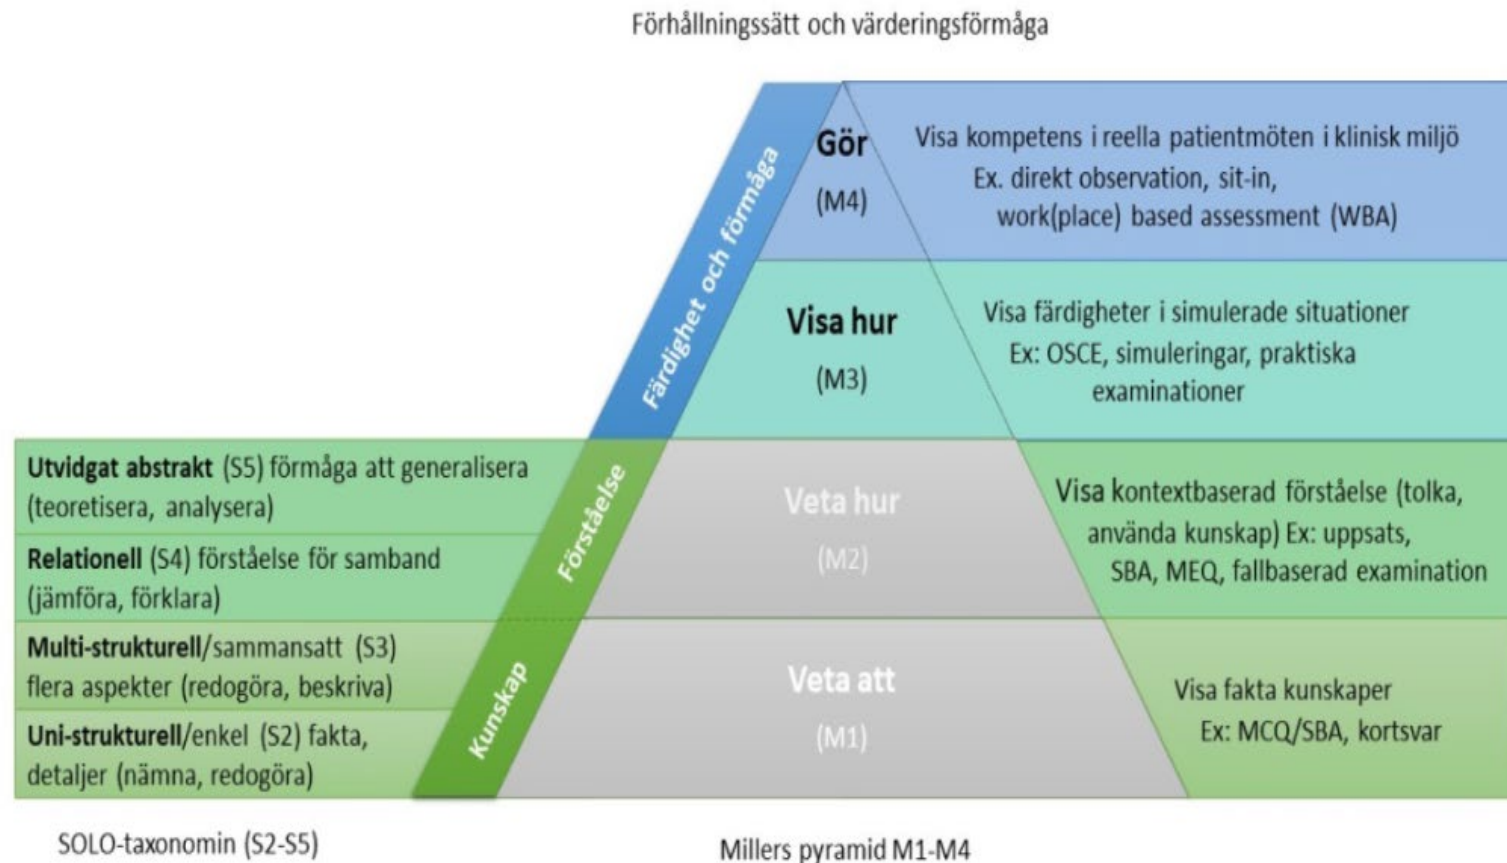 Förhållningssätt och värderingsförmåga
Färdighet och förmåga
Gör
(M4)
Visa kompetens i reella patientmöten i klinisk miljö
Ex. direkt observation, sit-in,
work(place) based assessment (WBA)
Visa hur
(M3)
Visa färdigheter i simulerade situationer
Ex: OSCE, simuleringar, praktiska
examinationer
Utvidgat abstrakt (S5) förmåga att generalisera
(teoretisera, analysera)
Relationell (S4) förståelse för samband
(jämföra, förklara)
Förståelse
Veta hur
(M2)
Visa kontextbaserad förståelse (tolka,
använda kunskap) Ex: uppsats,
SBA, MEQ, fallbaserad examination
Multi-strukturell/sammansatt (S3)
flera aspekter (redogöra, beskriva)
Uni-strukturell/enkel (S2) fakta,
detaljer (nämna, redogöra)
Kunskap
Veta att
(M1)
Visa fakta kunskaper
Ex: MCQ/SBA, kortsvar
SOLO-taxonomin (S2-S5)
Millers pyramid M1-M4